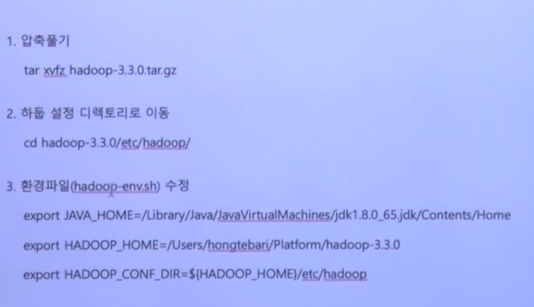 1. 압축풀기
tar xvfz hadoop-3.3.0.tar.gz
2. 하둡 설정 디렉토리로 이동
cd hadoop-3.3.0/etc/hadoop/
3. 환경파일(hadoop-env.sh) 수정
export JAVA_HOME=/Library/Java/JavaVirtualMachines/jdk1.8.0_65.jdk/Contents/Home
export HADOOP_HOME=/Users/hongtebari/Platform/hadoop-3.3.0
export HADOOP_CONF_DIR=${HADOOP_HOME}/etc/hadoop